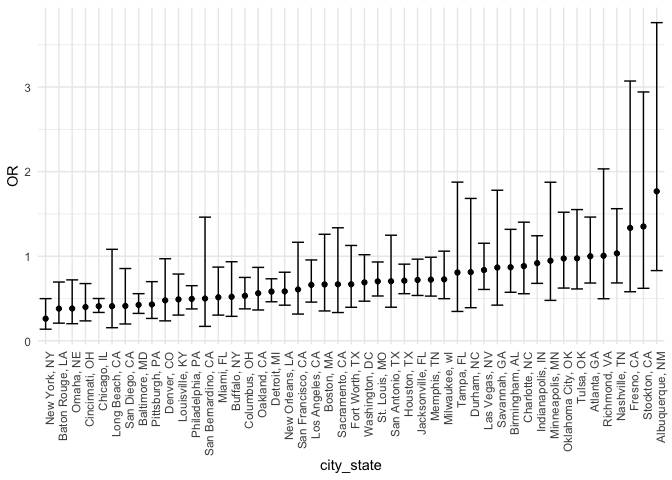 3
2
1
0
OR
New York, NY
Baton Rouge, LA
Omaha, NE
Cincinnati, OH
Chicago, IL
Long Beach, CA
San Diego, CA
Baltimore, MD
Pittsburgh, PA
Denver, CO
Louisville, KY
Philadelphia, PA
San Bernardino, CA
Miami, FL
Buffalo, NY
Columbus, OH
Oakland, CA
Detroit, MI
New Orleans, LA
San Francisco, CA
Los Angeles, CA
Boston, MA
Sacramento, CA
Fort Worth, TX
Washington, DC
St. Louis, MO
San Antonio, TX
Houston, TX
Jacksonville, FL
Memphis, TN
Milwaukee, wI
Tampa, FL
Durham, NC
Las Vegas, NV
Savannah, GA
Birmingham, AL
Charlotte, NC
Indianapolis, IN
Minneapolis, MN
Oklahoma City, OK
Tulsa, OK
Atlanta, GA
Richmond, VA
Nashville, TN
Fresno, CA
Stockton, CA
Albuquerque, NM
city_state